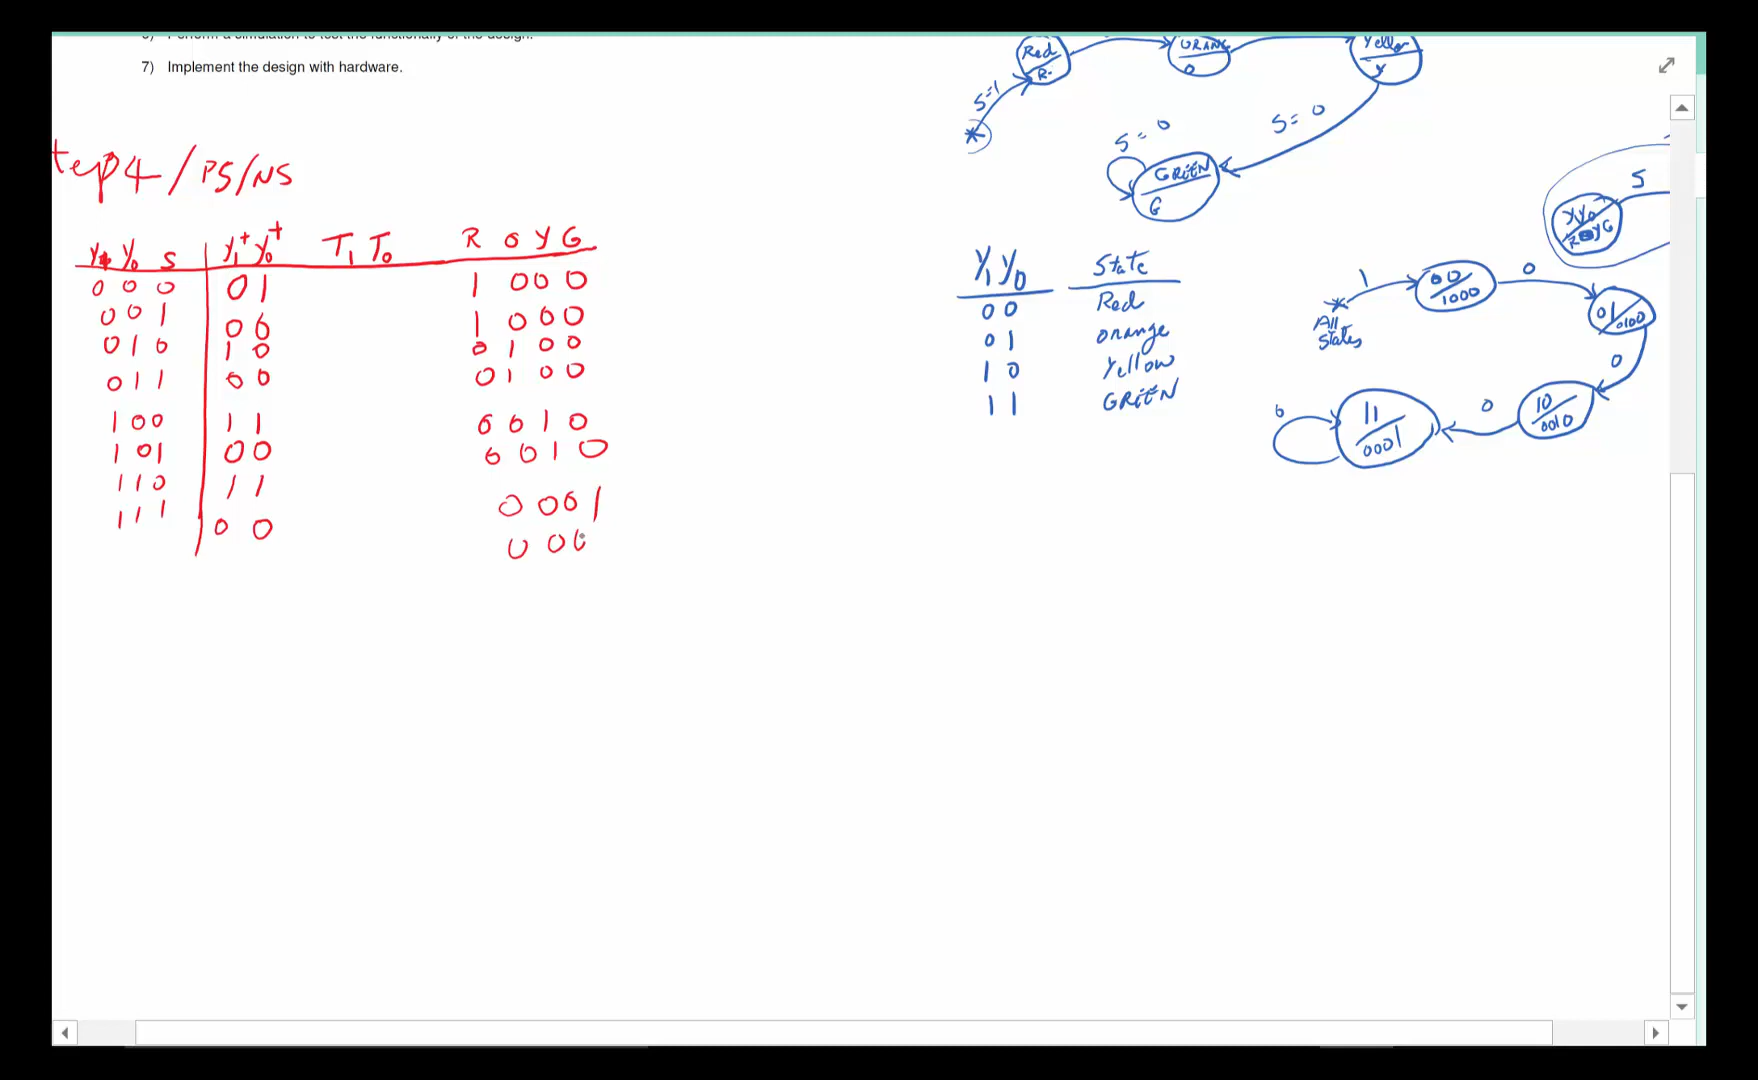 7) Implement the design with hardware.
Red
R
ORANG
O
Yellow
Y
S=1
*
S=0
S=0
GREEN
G
tep4/PS/NS
Y1 Y0 S Y1+ Y0+ T1 T0 R O Y G
0 0 0 0 1 1 0 0 0
0 0 1 0 0 1 0 0 0
0 1 0 1 0 0 1 0 0
0 1 1 0 0 0 1 0 0
1 0 0 1 1 0 0 1 0
1 0 1 0 0 0 0 1 0
1 1 0 1 1 0 0 0 1
1 1 1 0 0 0 0 0
Y1 Y0 State
0 0 Red
0 1 orange
1 0 Yellow
1 1 GREEN
S
Y1Y0
ROYG
*
All
States
1
00
1000
0
01
0100
0
10
0010
0
11
0001
0